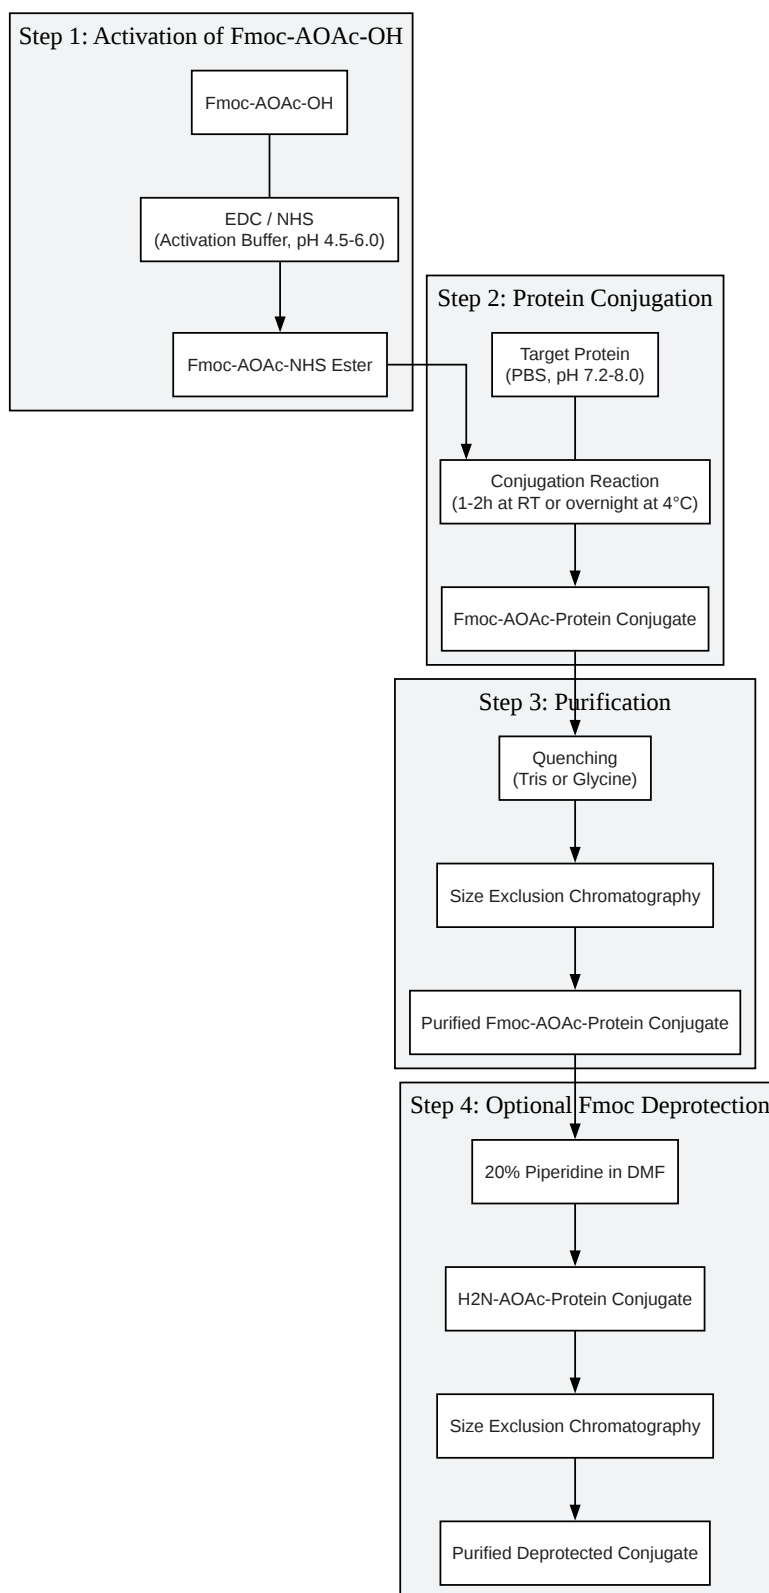 Step 1: Activation of Fmoc-AOAc-OH
Fmoc-AOAc-OH
EDC / NHS
(Activation Buffer, pH 4.5-6.0)
Fmoc-AOAc-NHS Ester
Step 2: Protein Conjugation
Target Protein
(PBS, pH 7.2-8.0)
Conjugation Reaction
(1-2h at RT or overnight at 4°C)
Fmoc-AOAc-Protein Conjugate
Step 3: Purification
Quenching
(Tris or Glycine)
Size Exclusion Chromatography
Purified Fmoc-AOAc-Protein Conjugate
Step 4: Optional Fmoc Deprotection
20% Piperidine in DMF
H2N-AOAc-Protein Conjugate
Size Exclusion Chromatography
Purified Deprotected Conjugate